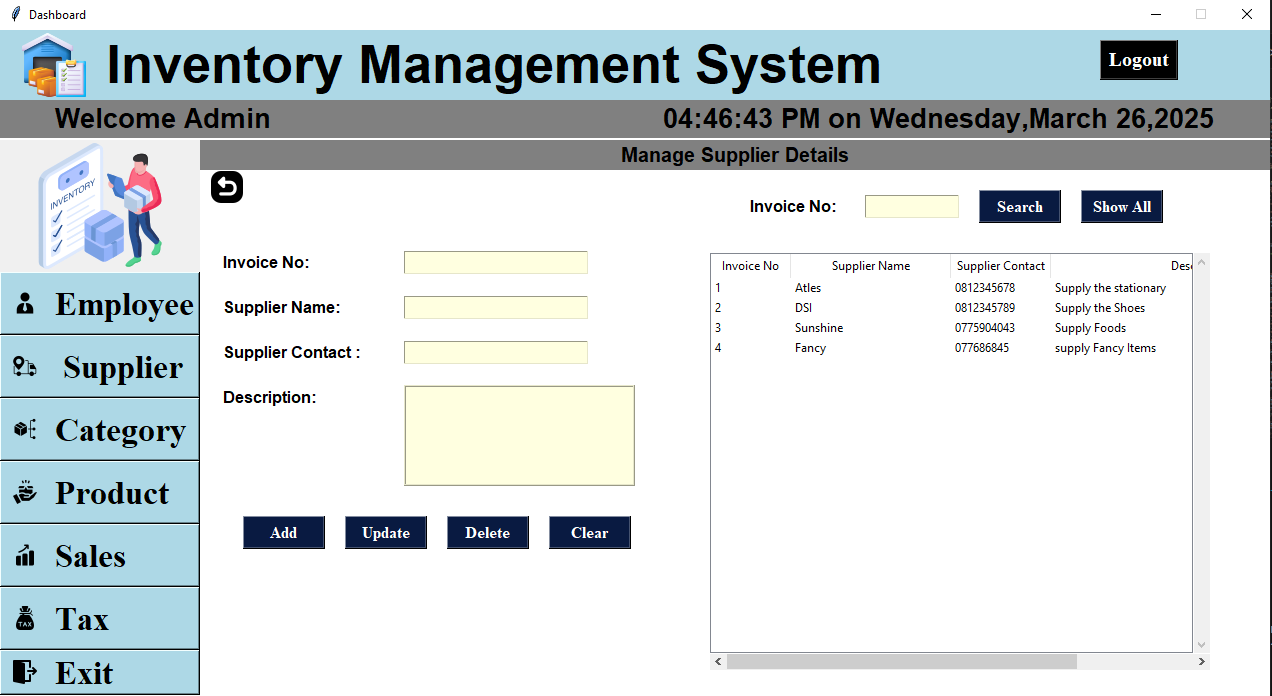 Dashboard
Inventory Management System
Logout
Welcome Admin
04:46:43 PM on Wednesday,March 26,2025
INVENTORY
Manage Supplier Details
Invoice No:
Search
Show All
Invoice No:
Supplier Name:
Supplier Contact :
Description:
Add
Update
Delete
Clear
Invoice No Supplier Name Supplier Contact Desc
1 Atles 0812345678 Supply the stationary
2 DSI 0812345789 Supply the Shoes
3 Sunshine 0775904043 Supply Foods
4 Fancy 077686845 supply Fancy Items
Employee
Supplier
Category
Product
Sales
TAX
Tax
Exit